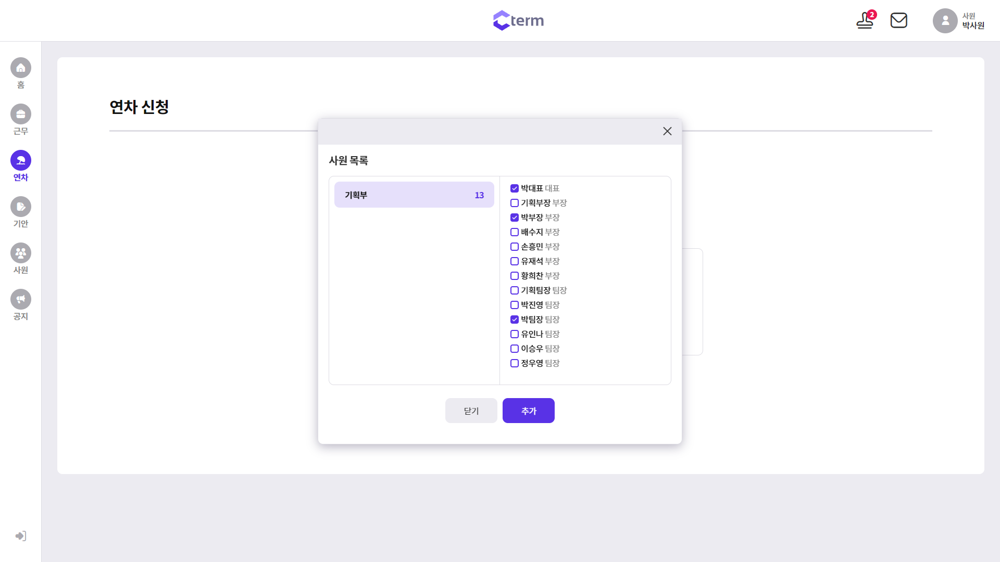 term
2
사원
박사원
홈
근무
연차
기안
사원
공지
연차 신청
사원 목록
기획부 13
박대표 대표
기획부장 부장
박부장 부장
배수지 부장
손흥민 부장
유재석 부장
황희찬 부장
기획팀장 팀장
박진영 팀장
박팀장 팀장
유인나 팀장
이승우 팀장
정우영 팀장
닫기 추가